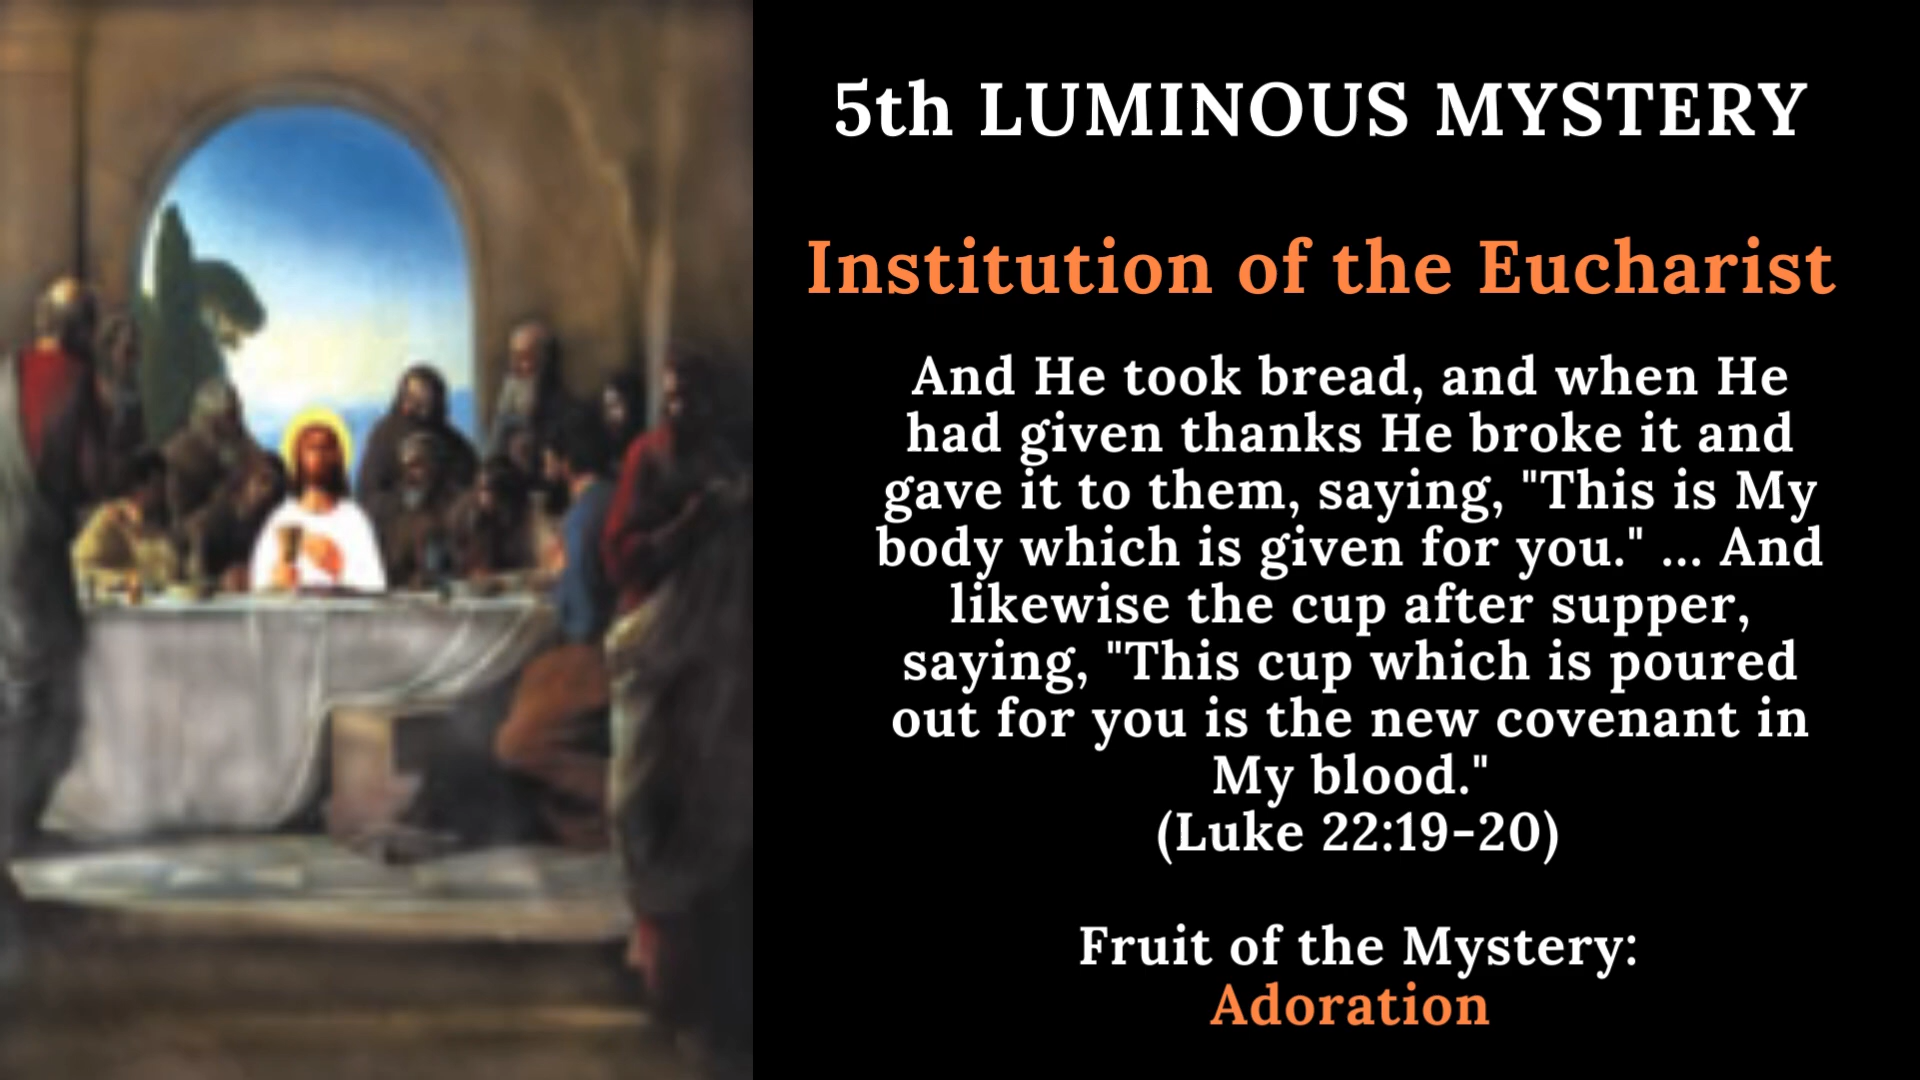 5th LUMINOUS MYSTERY
Institution of the Eucharist
And He took bread, and when He
had given thanks He broke it and
gave it to them, saying, "This is My
body which is given for you." ... And
likewise the cup after supper,
saying, "This cup which is poured
out for you is the new covenant in
My blood."
(Luke 22:19-20)
Fruit of the Mystery:
Adoration